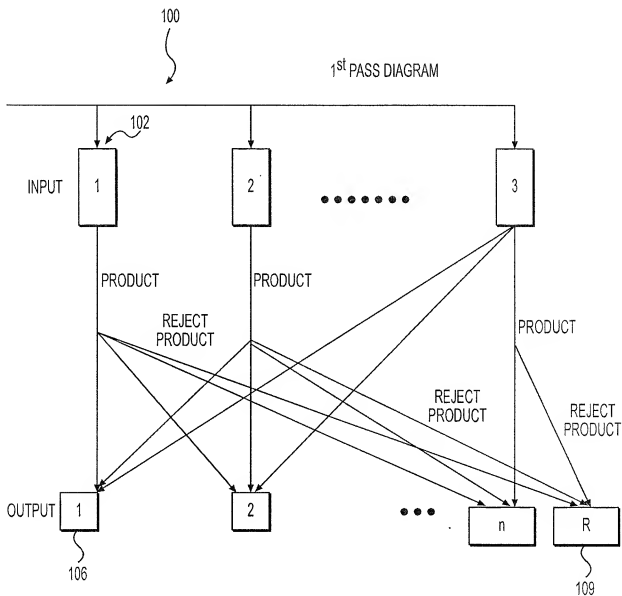 100
1st PASS DIAGRAM
102
INPUT
1
2
3
PRODUCT
PRODUCT
REJECT
PRODUCT
PRODUCT
REJECT
PRODUCT
REJECT
PRODUCT
OUTPUT
1
2
n
R
106
109